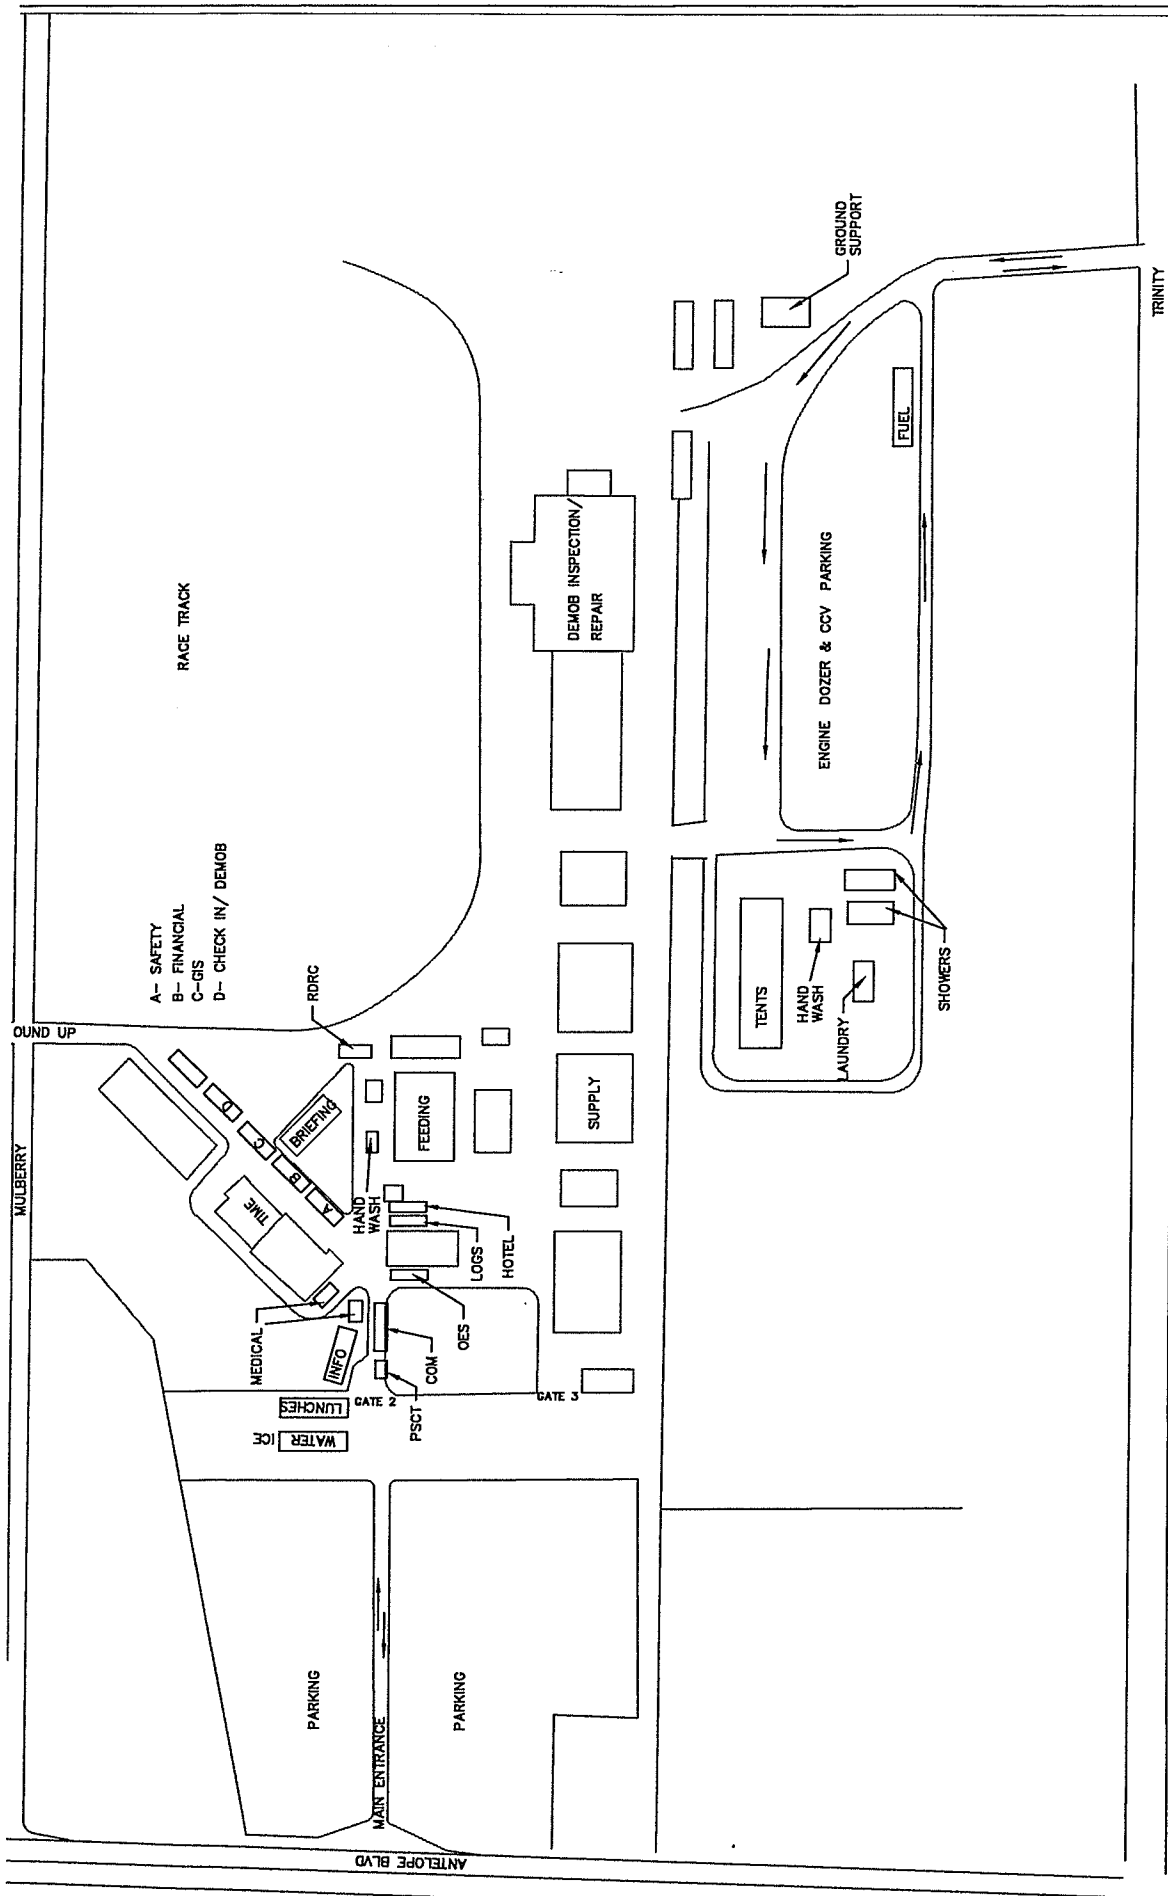 MULBERRY
OUND UP
RACE TRACK
A- SAFETY
B- FINANCIAL
C-GIS
D- CHECK IN/ DEMOB
RDRC
D
C
B
A
BRIEFING
TIME
HAND
WASH
FEEDING
MEDICAL
INFO
LUNCHES
WATER
ICE
GATE 2
PSCT
COM
OES
LOGS
HOTEL
GATE 3
SUPPLY
DEMOB INSPECTION/
REPAIR
GROUND
SUPPORT
FUEL
ENGINE DOZER & CCV PARKING
TENTS
HAND
WASH
LAUNDRY
SHOWERS
TRINITY
PARKING
MAIN ENTRANCE
PARKING
ANTELOPE BLVD